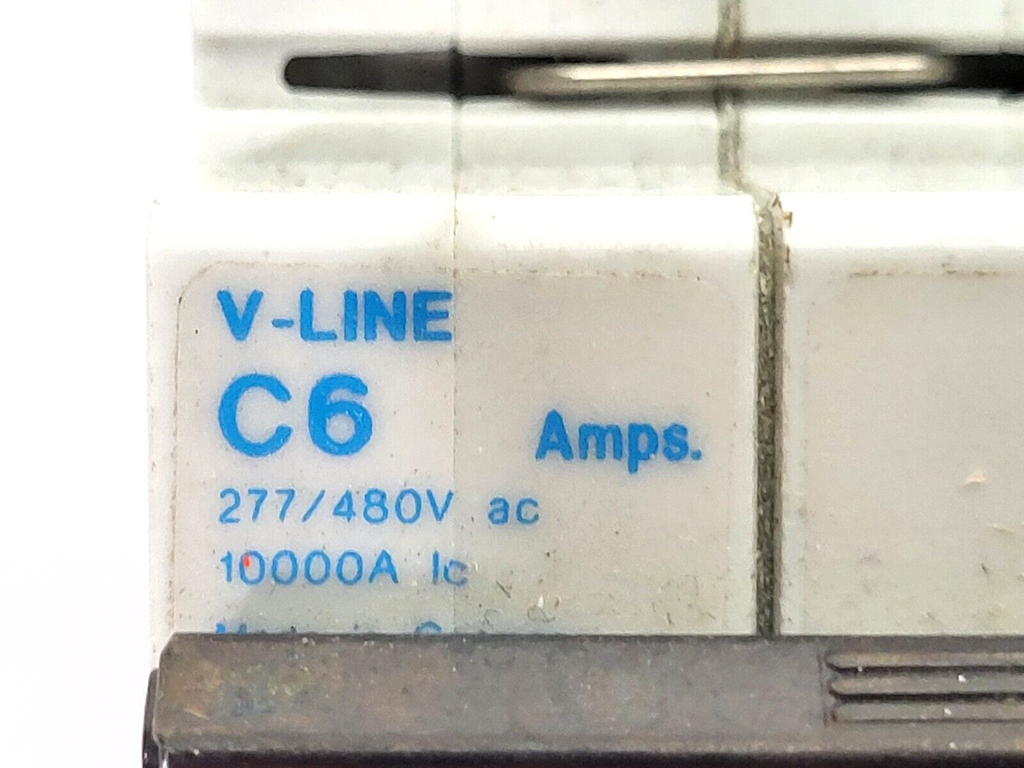 V-LINE
C6 Amps.
277/480V ac
10000A Ic